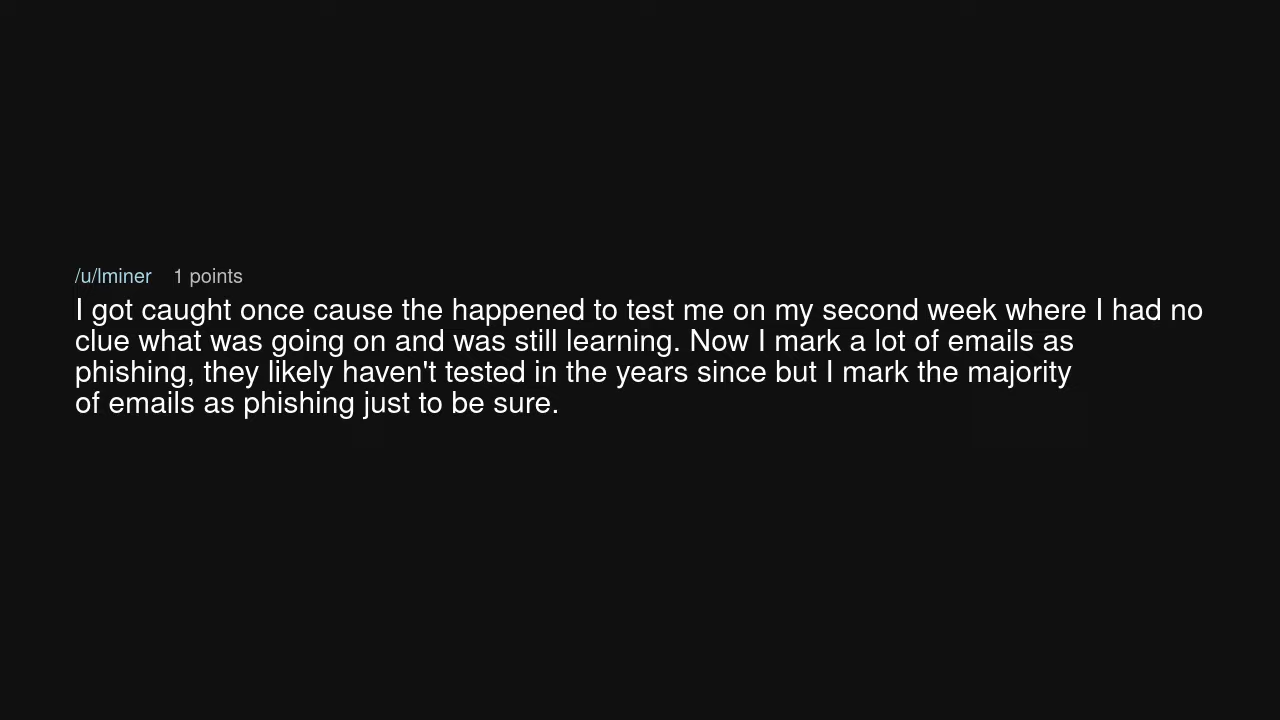 /u/lminer 1 points
I got caught once cause the happened to test me on my second week where I had no
clue what was going on and was still learning. Now I mark a lot of emails as
phishing, they likely haven't tested in the years since but I mark the majority
of emails as phishing just to be sure.